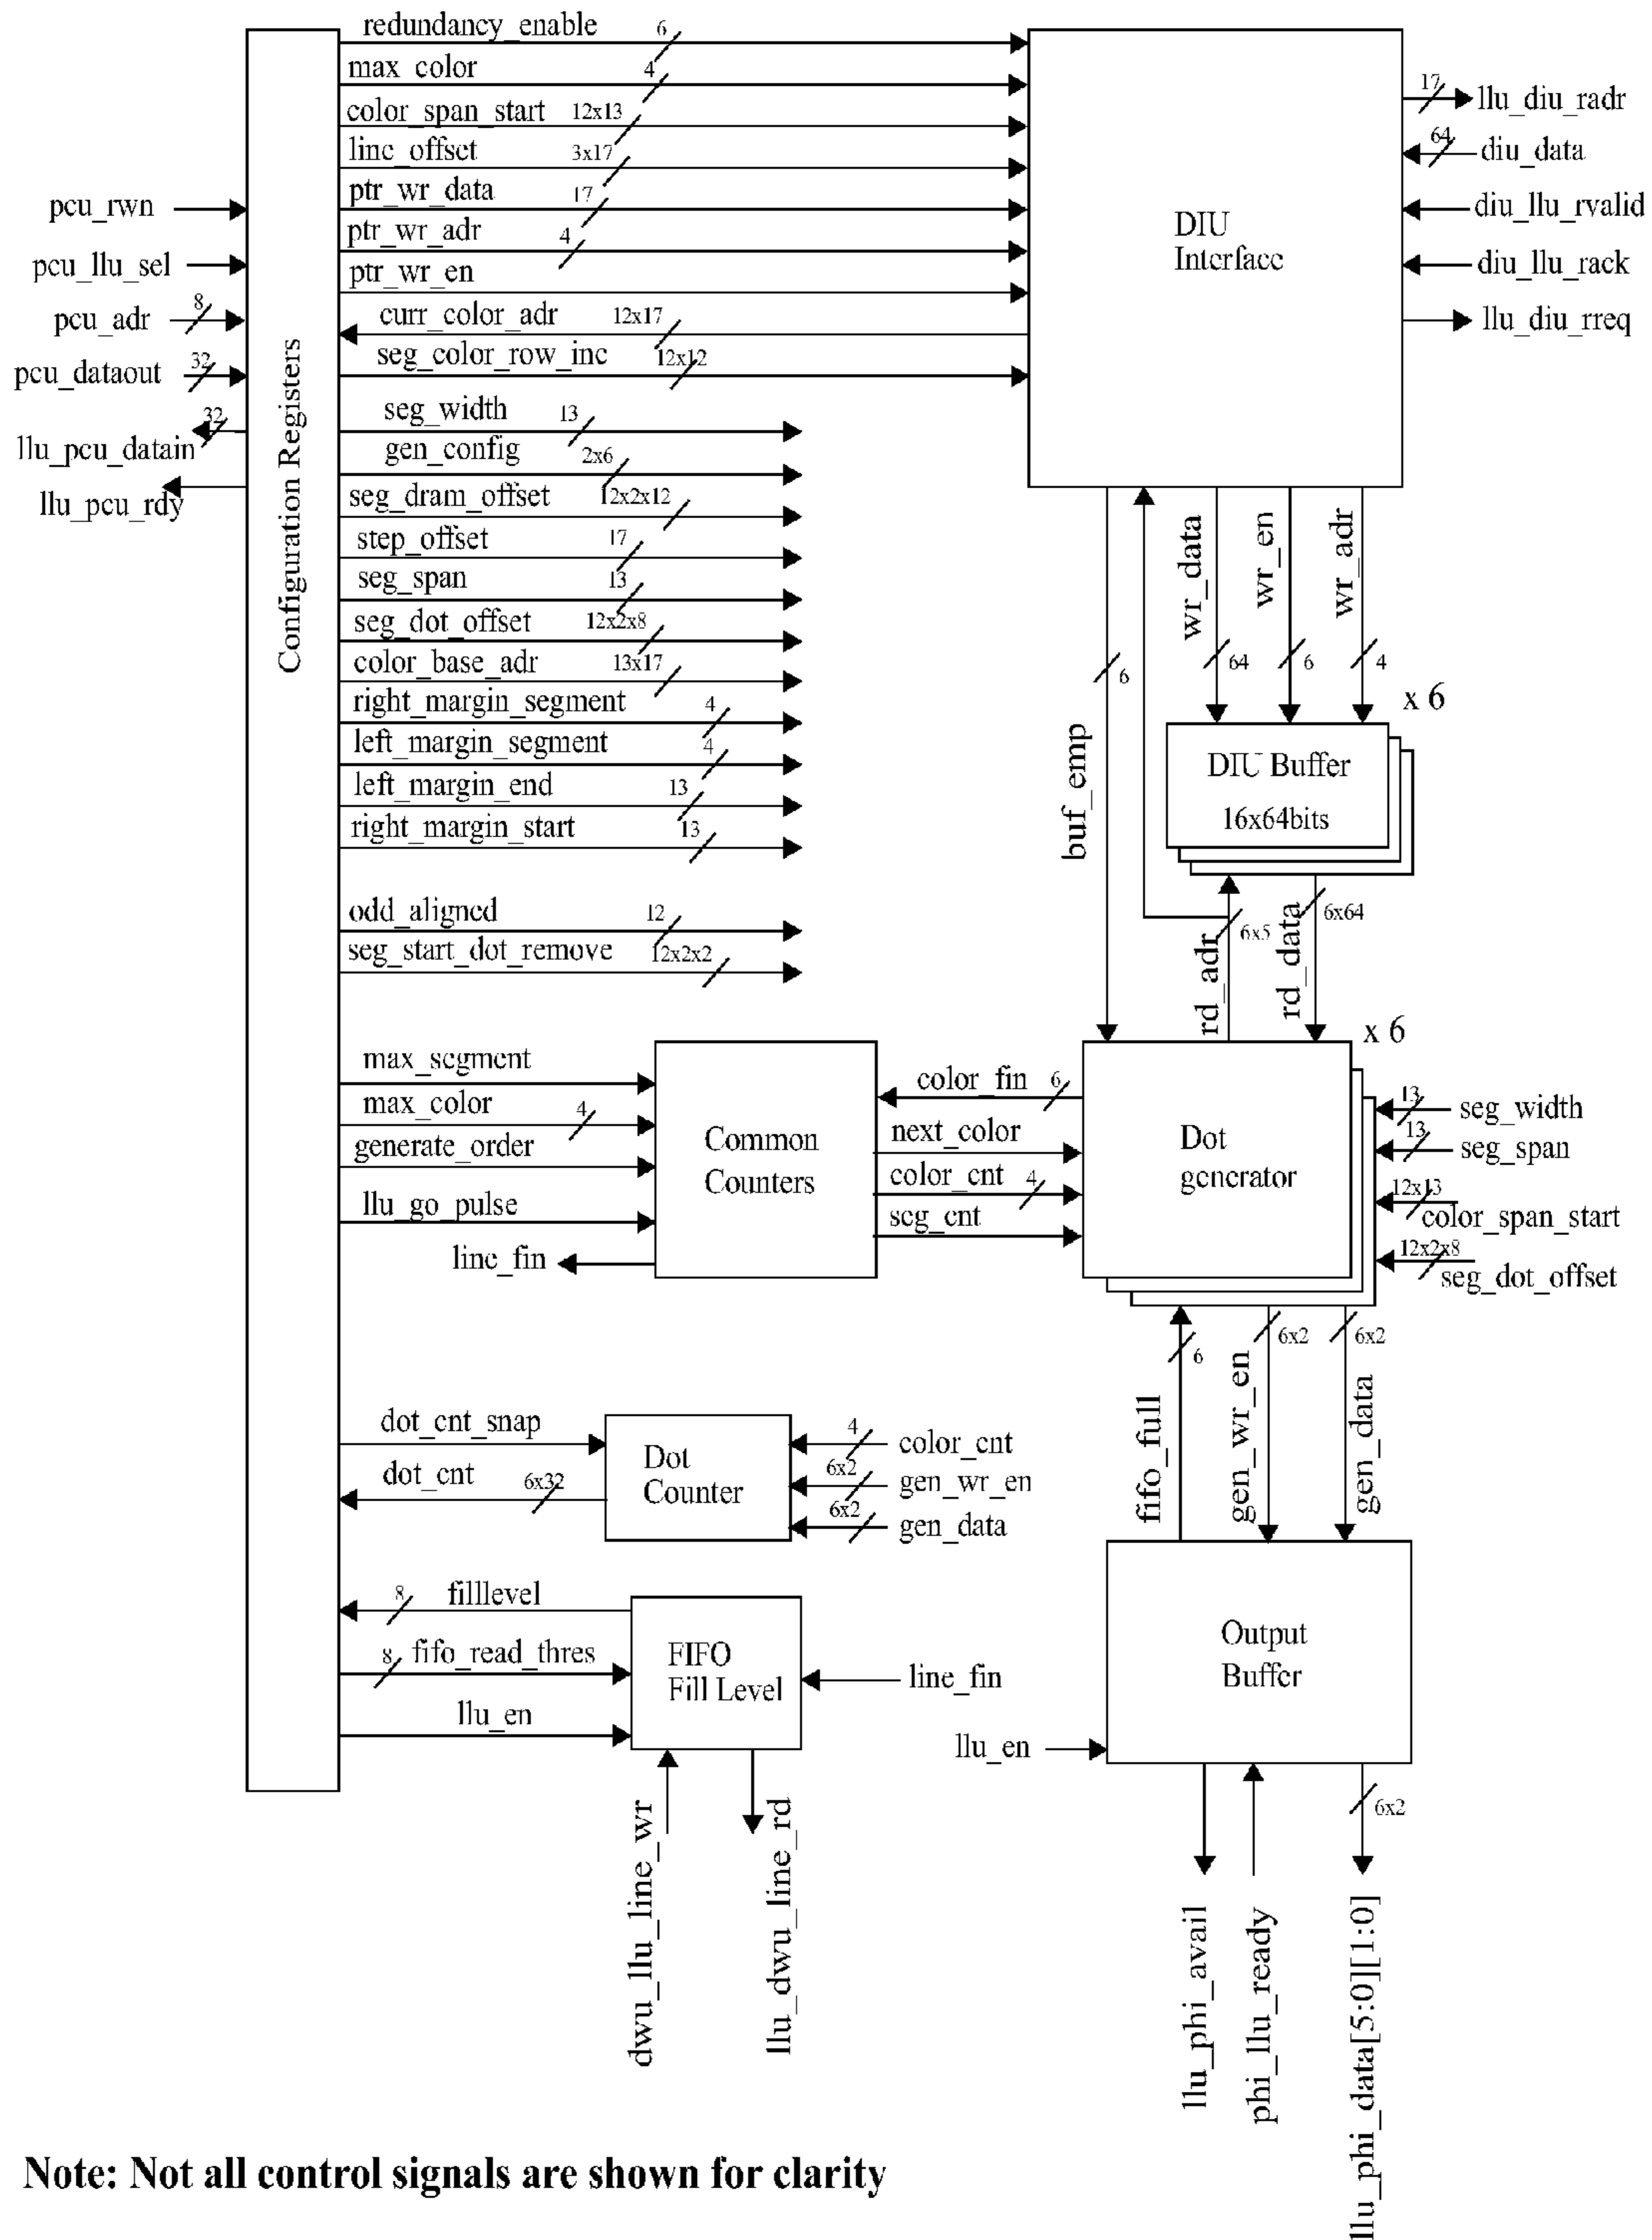 redundancy_enable 6
max_color 4
color_span_start 12x13
line_offset 3x17
ptr_wr_data 17
ptr_wr_adr 4
ptr_wr_en
curr_color_adr 12x17
seg_color_row_inc 12x12
seg_width 13
gen_config 2x6
seg_dram_offset 12x2x12
step_offset 17
seg_span 13
seg_dot_offset 12x2x8
color_base_adr 13x17
right_margin_segment 4
left_margin_segment 4
left_margin_end 13
right_margin_start 13
odd_aligned 12
seg_start_dot_remove 12x2x2
pcu_rwn
pcu_llu_sel
pcu_adr 8
pcu_dataout 32
llu_pcu_datain 32
llu_pcu_rdy
Configuration Registers
DIU
Interface
17 llu_diu_radr
64 diu_data
diu_llu_rvalid
diu_llu_rack
llu_diu_rreq
buf_emp 6
wr_data 64
wr_en 6
wr_adr 4
x 6
DIU Buffer
16x64bits
rd_adr 6x5
rd_data 6x64
x 6
max_segment
max_color 4
generate_order
llu_go_pulse
line_fin
Common
Counters
color_fin 6
next_color
color_cnt 4
seg_cnt
Dot
generator
13 seg_width
13 seg_span
12x13
color_span_start
12x2x8
seg_dot_offset
fifo_full 6
gen_wr_en 6x2
gen_data 6x2
dot_cnt_snap
dot_cnt 6x32
Dot
Counter
4 color_cnt
6x2 gen_wr_en
6x2 gen_data
8 filllevel
8 fifo_read_thres
llu_en
FIFO
Fill Level
line_fin
dwu_llu_line_wr
llu_dwu_line_rd
llu_en
Output
Buffer
6x2
llu_phi_avail
phi_llu_ready
llu_phi_data[5:0][1:0]
Note: Not all control signals are shown for clarity